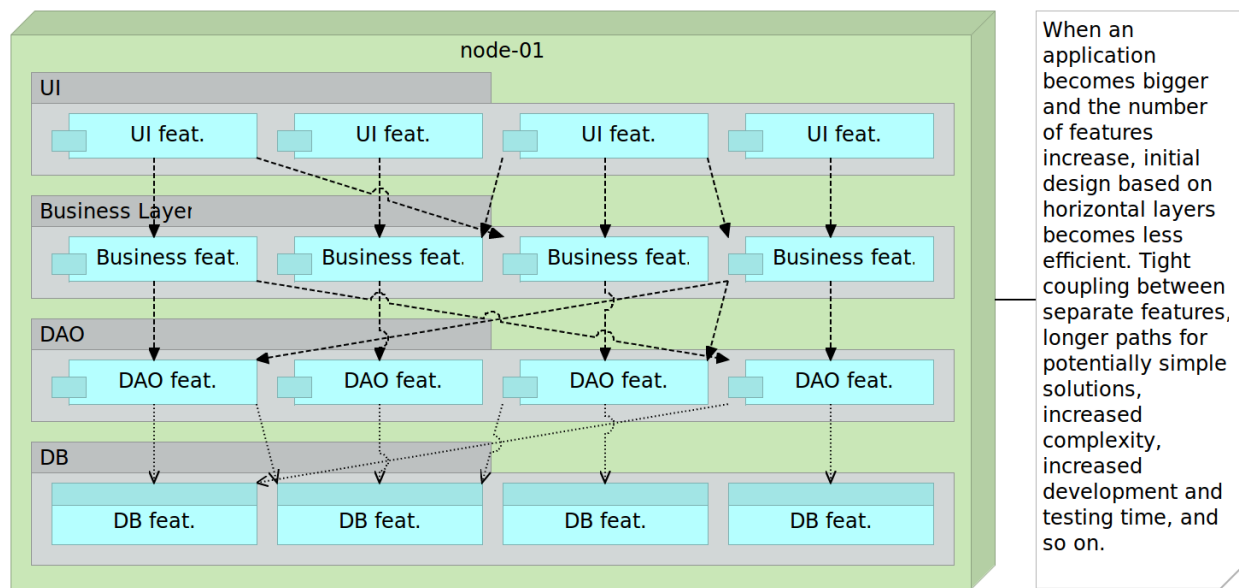 node-01
UI
UI feat.
UI feat.
UI feat.
UI feat.
Business Layer
Business feat.
Business feat.
Business feat.
Business feat.
DAO
DAO feat.
DAO feat.
DAO feat.
DAO feat.
DB
DB feat.
DB feat.
DB feat.
DB feat.
When an
application
becomes bigger
and the number
of features
increase, initial
design based on
horizontal layers
becomes less
efficient. Tight
coupling between
separate features,
longer paths for
potentially simple
solutions,
increased
complexity,
increased
development and
testing time, and
so on.